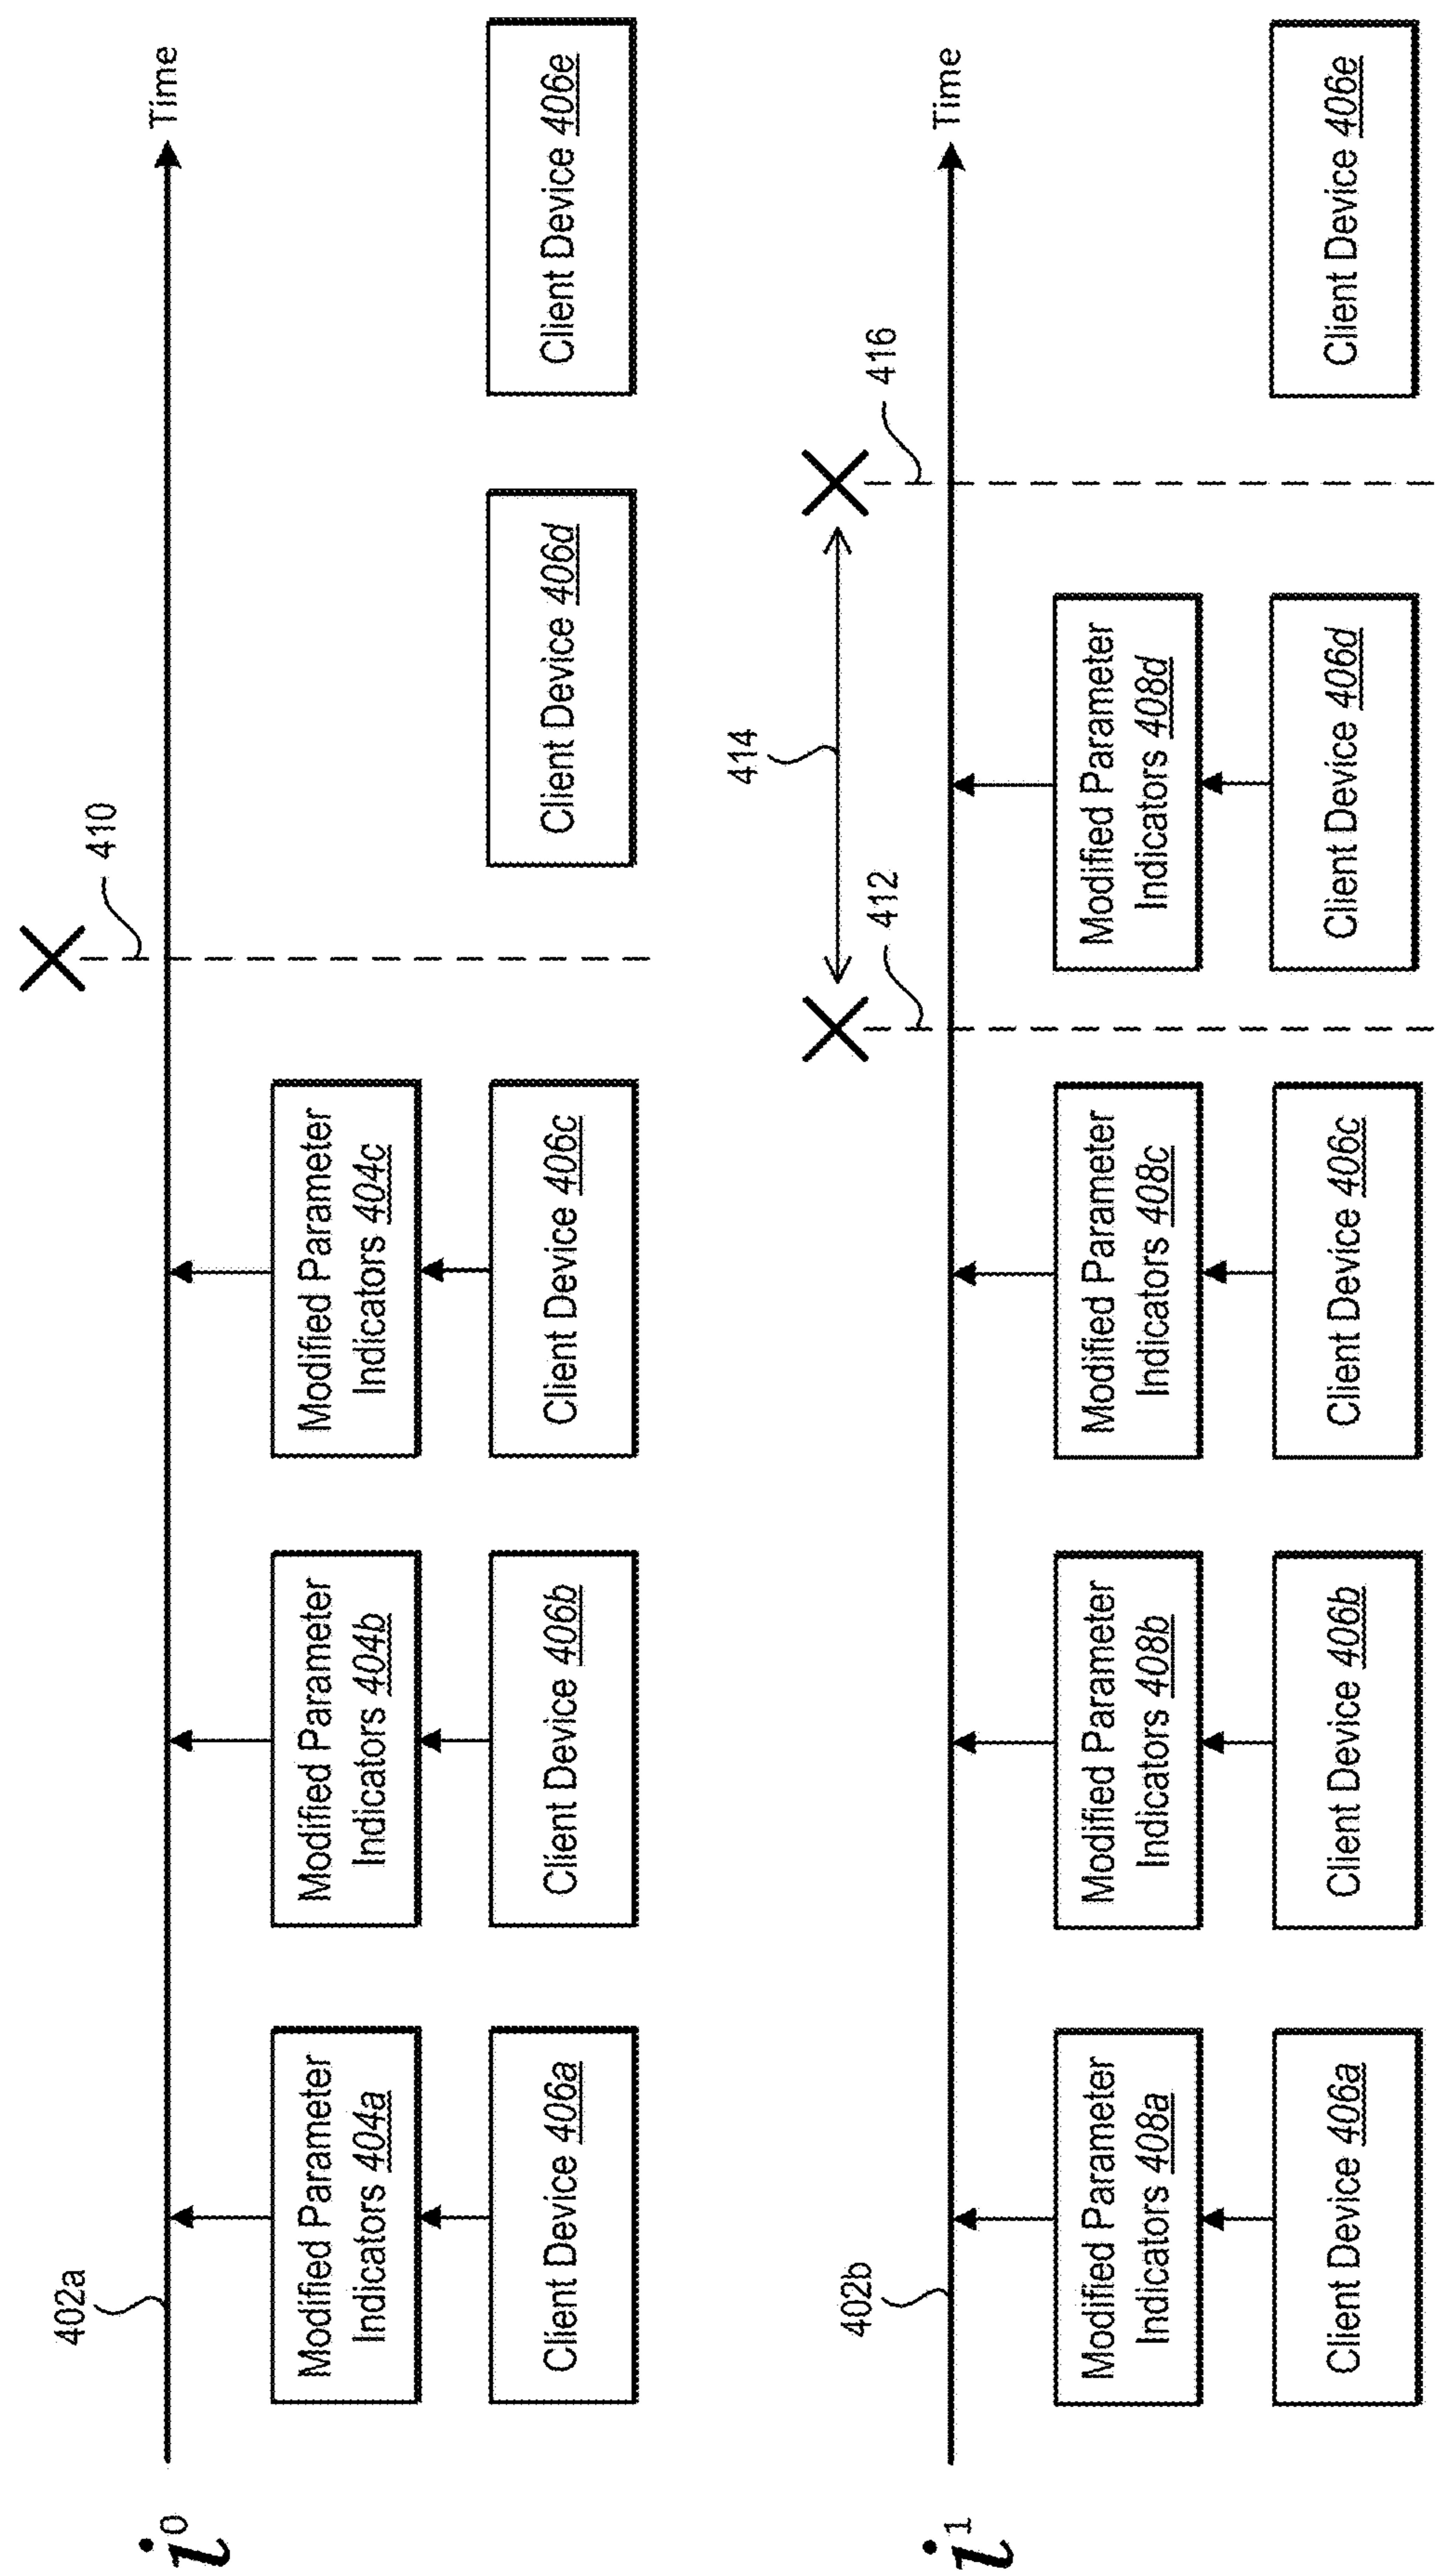 i0
402a
410
Time
Modified Parameter
Indicators 404a
Modified Parameter
Indicators 404b
Modified Parameter
Indicators 404c
Client Device 406a
Client Device 406b
Client Device 406c
Client Device 406d
Client Device 406e
i1
402b
412
414
416
Time
Modified Parameter
Indicators 408a
Modified Parameter
Indicators 408b
Modified Parameter
Indicators 408c
Modified Parameter
Indicators 408d
Client Device 406a
Client Device 406b
Client Device 406c
Client Device 406d
Client Device 406e